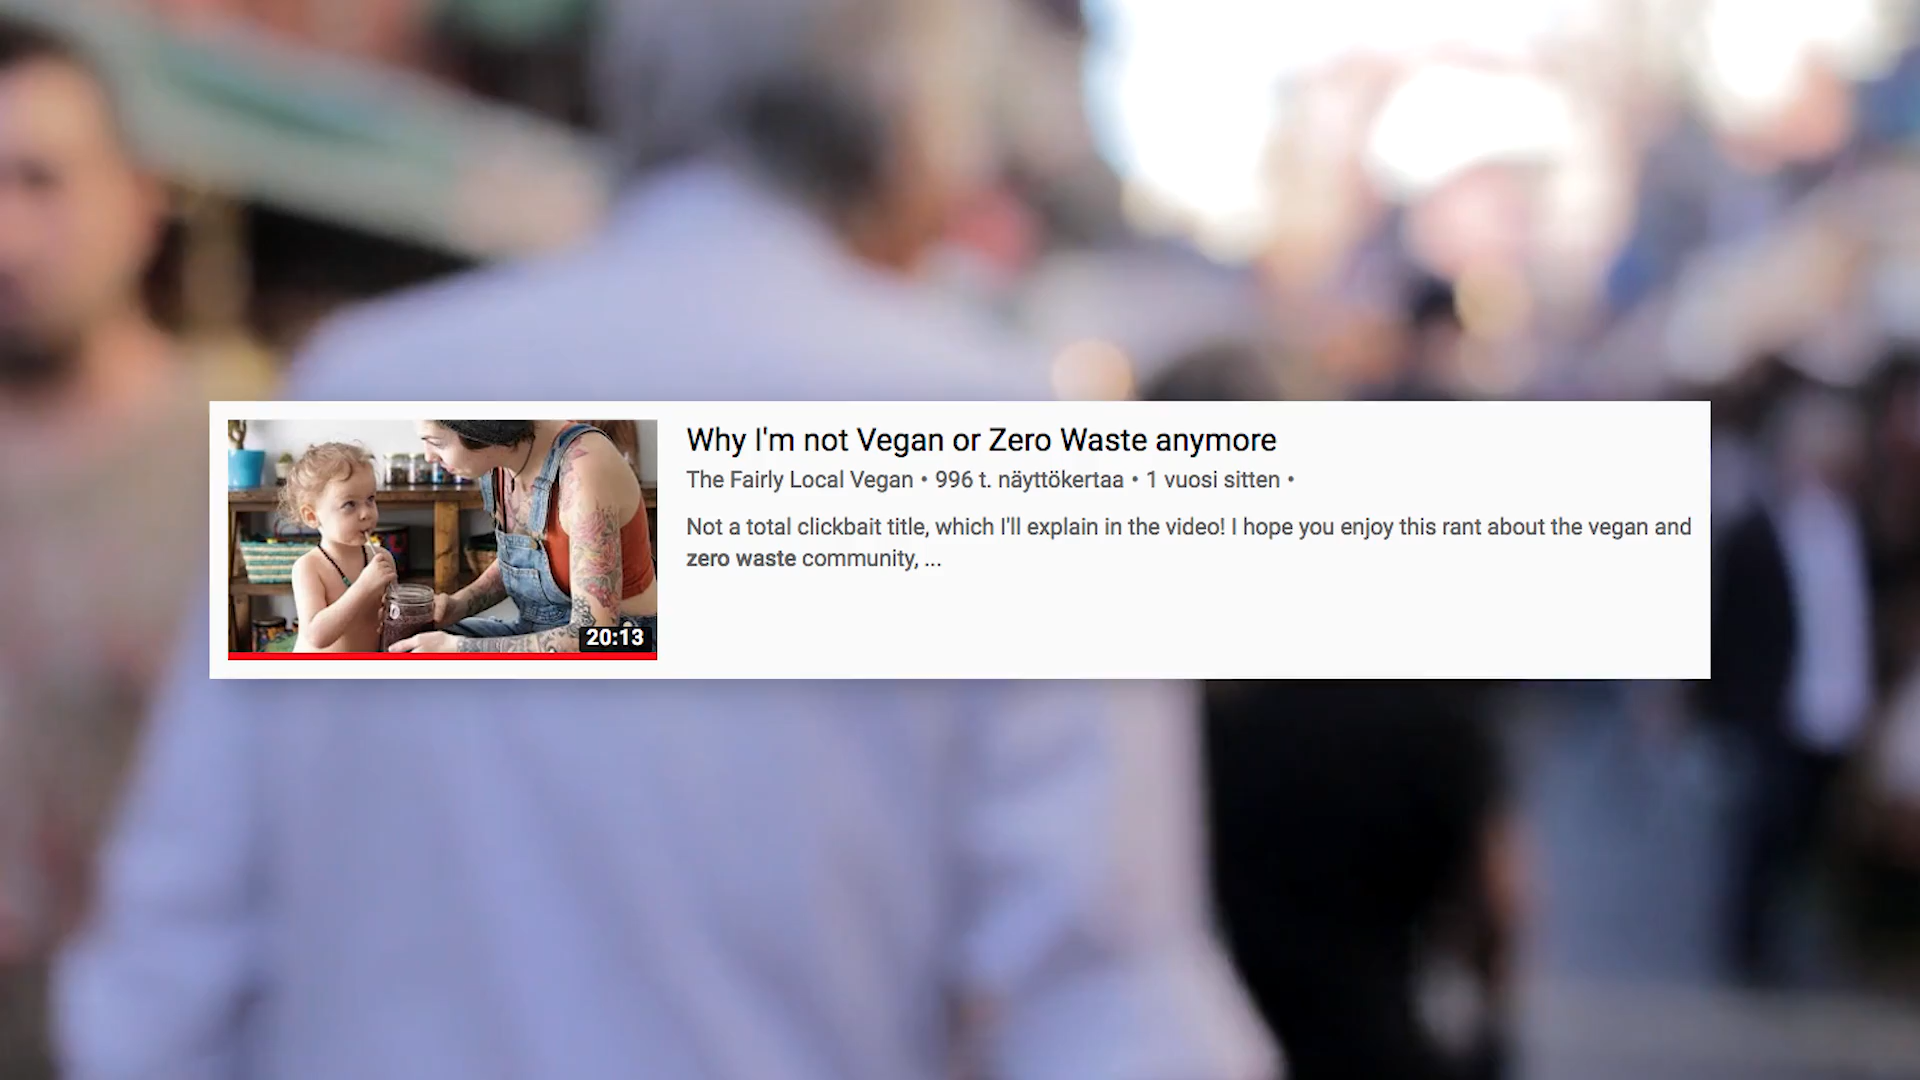 Why I'm not Vegan or Zero Waste anymore
The Fairly Local Vegan • 996 t. näyttökertaa • 1 vuosi sitten •
Not a total clickbait title, which I'll explain in the video! I hope you enjoy this rant about the vegan and
zero waste community, ...
20:13